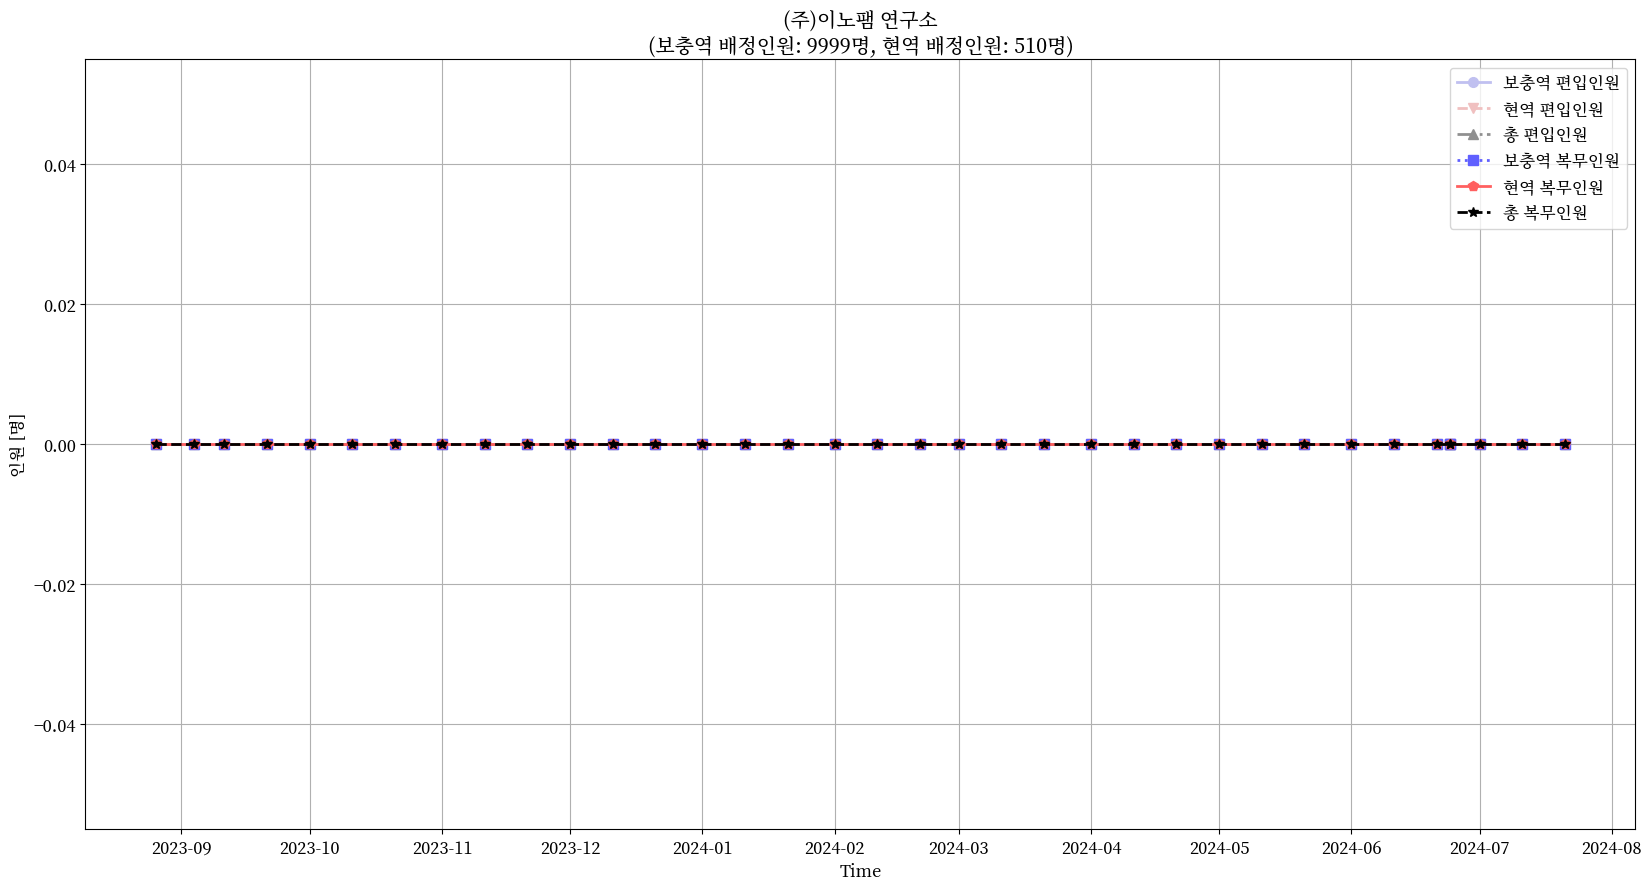 (주)이노팸 연구소
(보충역 배정인원: 9999명, 현역 배정인원: 510명)
보충역 편입인원
현역 편입인원
총 편입인원
보충역 복무인원
현역 복무인원
총 복무인원
0.04
0.02
0.00
−0.02
−0.04
인원 [명]
2023-09 2023-10 2023-11 2023-12 2024-01 2024-02 2024-03 2024-04 2024-05 2024-06 2024-07 2024-08
Time